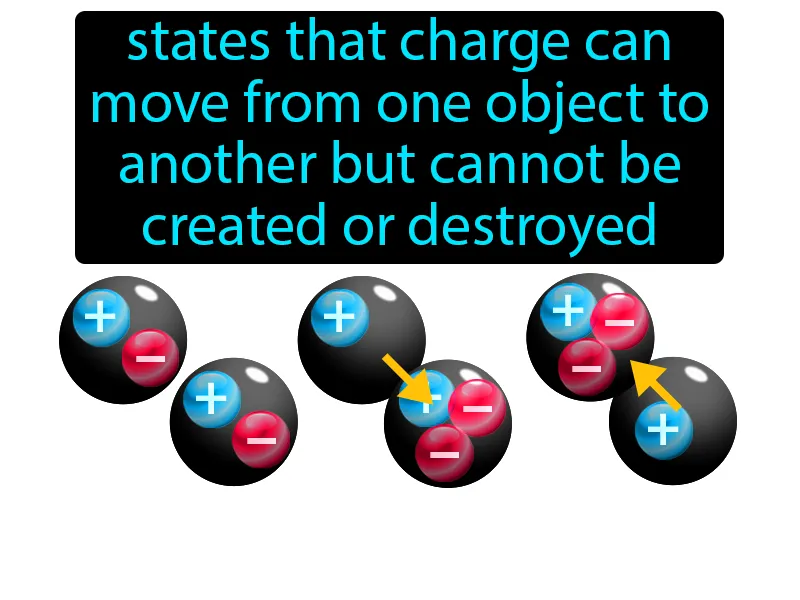 states that charge can
move from one object to
another but cannot be
created or destroyed
+ − + + − − + − −
+ − + +